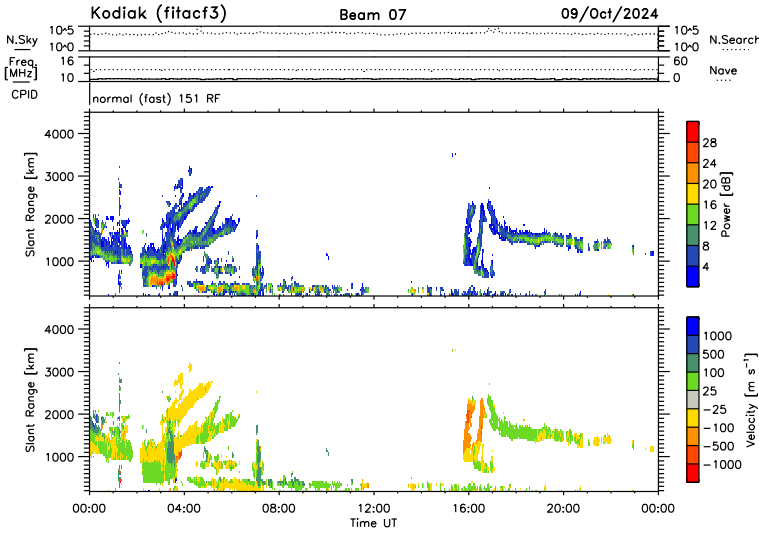 Kodiak (fitacf3) Beam 07 09/Oct/2024
N.Sky 10^5 10^0 10^5 10^0 N.Search
Freq. [MHz] 16 10 60 0 Nave
CPID normal (fast) 151 RF
Slant Range [km] 4000 3000 2000 1000
28 24 20 16 12 8 4 Power [dB]
Slant Range [km] 4000 3000 2000 1000
1000 500 100 25 -25 -100 -500 -1000 Velocity [m s^-1]
00:00 04:00 08:00 12:00 16:00 20:00 00:00
Time UT